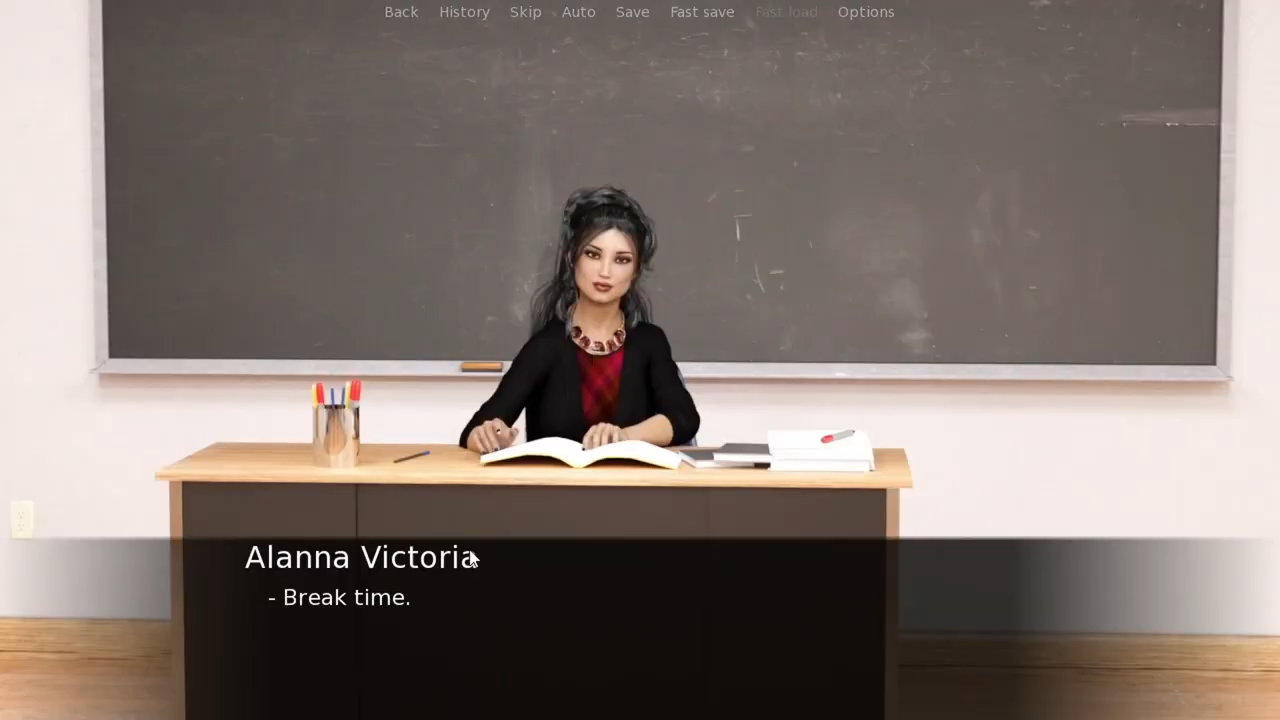 Back History Skip Auto Save Fast save Fast load Options
Alanna Victoria
- Break time.